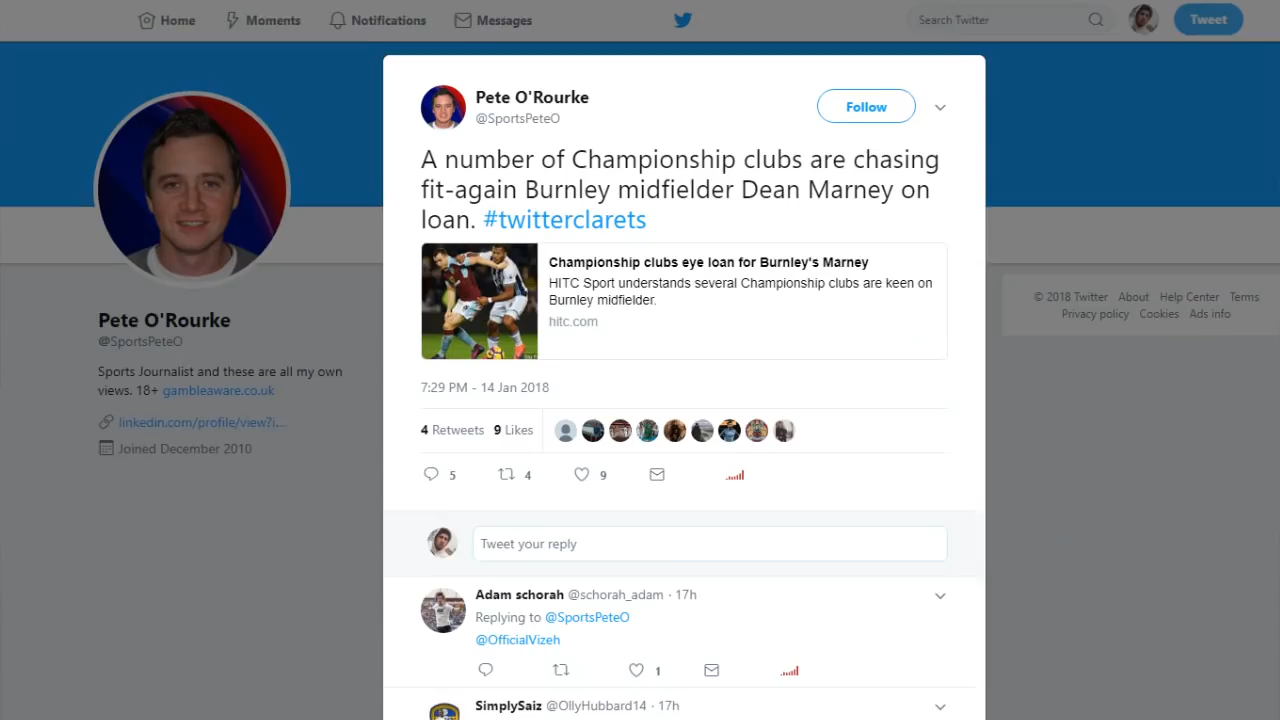 Home
Moments
Notifications
Messages
Search Twitter
Tweet
Pete O'Rourke
@SportsPeteO
Follow
A number of Championship clubs are chasing
fit-again Burnley midfielder Dean Marney on
loan. #twitterclarets
Championship clubs eye loan for Burnley's Marney
HITC Sport understands several Championship clubs are keen on
Burnley midfielder.
hitc.com
7:29 PM - 14 Jan 2018
4 Retweets 9 Likes
5 4 9
Tweet your reply
Adam schorah @schorah_adam · 17h
Replying to @SportsPeteO
@OfficialVizeh
1
SimplySaiz @OllyHubbard14 · 17h
Pete O'Rourke
@SportsPeteO
Sports Journalist and these are all my own
views. 18+ gambleaware.co.uk
linkedin.com/profile/view?i...
Joined December 2010
© 2018 Twitter About Help Center Terms
Privacy policy Cookies Ads info